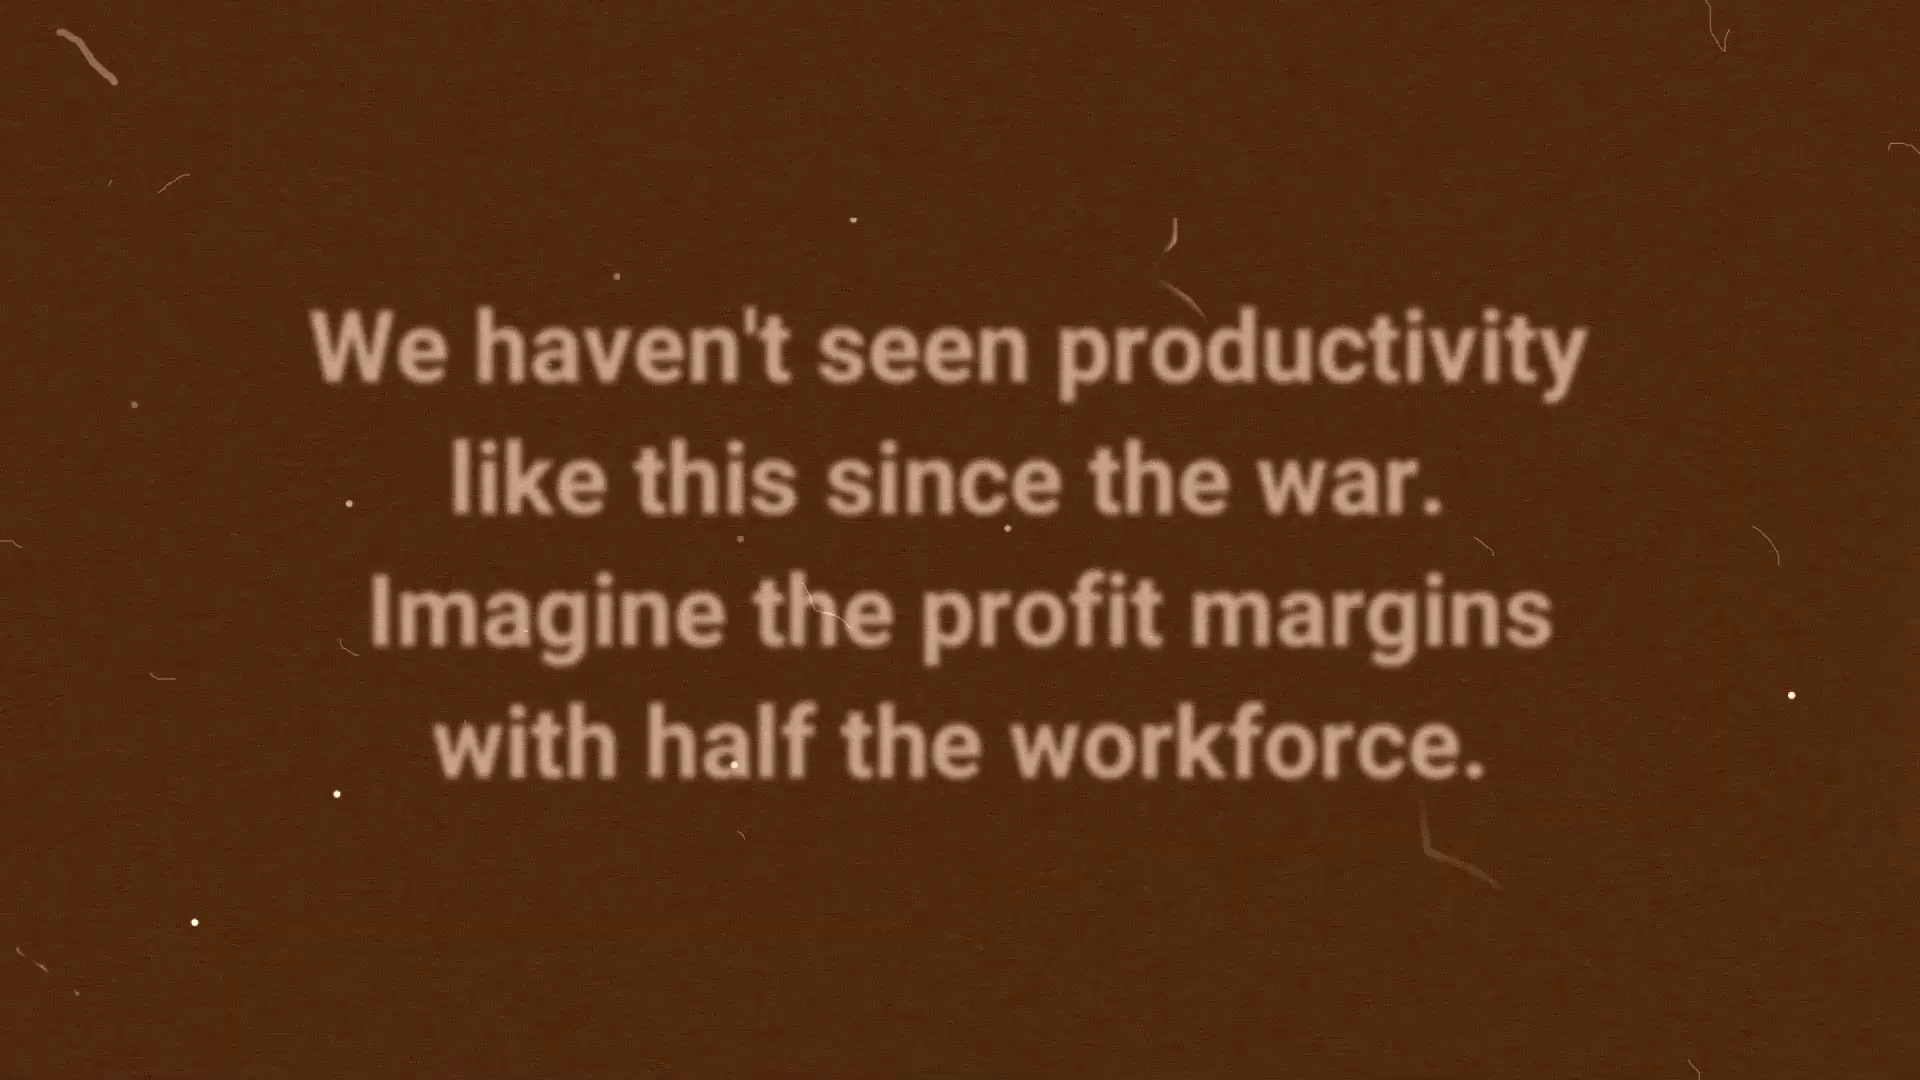 We haven't seen productivity
like this since the war.
Imagine the profit margins
with half the workforce.